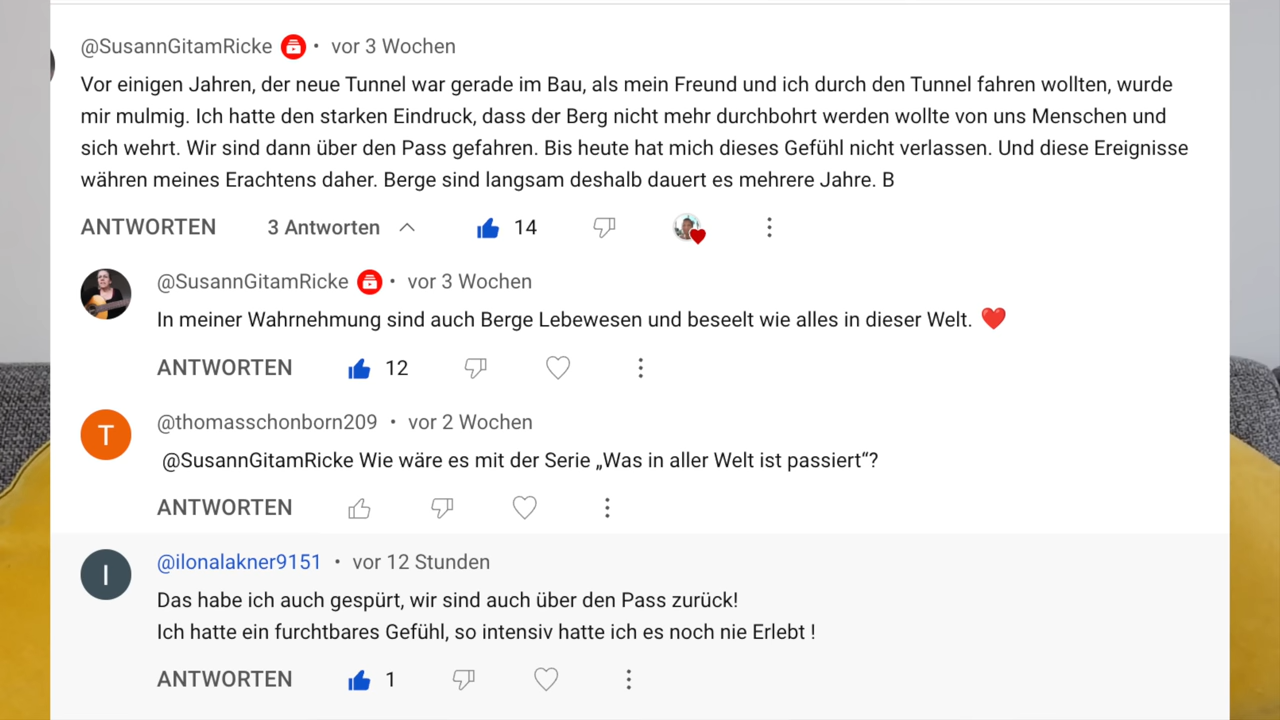 @SusannGitamRicke • vor 3 Wochen
Vor einigen Jahren, der neue Tunnel war gerade im Bau, als mein Freund und ich durch den Tunnel fahren wollten, wurde
mir mulmig. Ich hatte den starken Eindruck, dass der Berg nicht mehr durchbohrt werden wollte von uns Menschen und
sich wehrt. Wir sind dann über den Pass gefahren. Bis heute hat mich dieses Gefühl nicht verlassen. Und diese Ereignisse
währen meines Erachtens daher. Berge sind langsam deshalb dauert es mehrere Jahre. B
ANTWORTEN 3 Antworten 14
@SusannGitamRicke • vor 3 Wochen
In meiner Wahrnehmung sind auch Berge Lebewesen und beseelt wie alles in dieser Welt. ❤️
ANTWORTEN 12
T
@thomasschonborn209 • vor 2 Wochen
@SusannGitamRicke Wie wäre es mit der Serie „Was in aller Welt ist passiert“?
ANTWORTEN
I
@ilonalakner9151 • vor 12 Stunden
Das habe ich auch gespürt, wir sind auch über den Pass zurück!
Ich hatte ein furchtbares Gefühl, so intensiv hatte ich es noch nie Erlebt !
ANTWORTEN 1